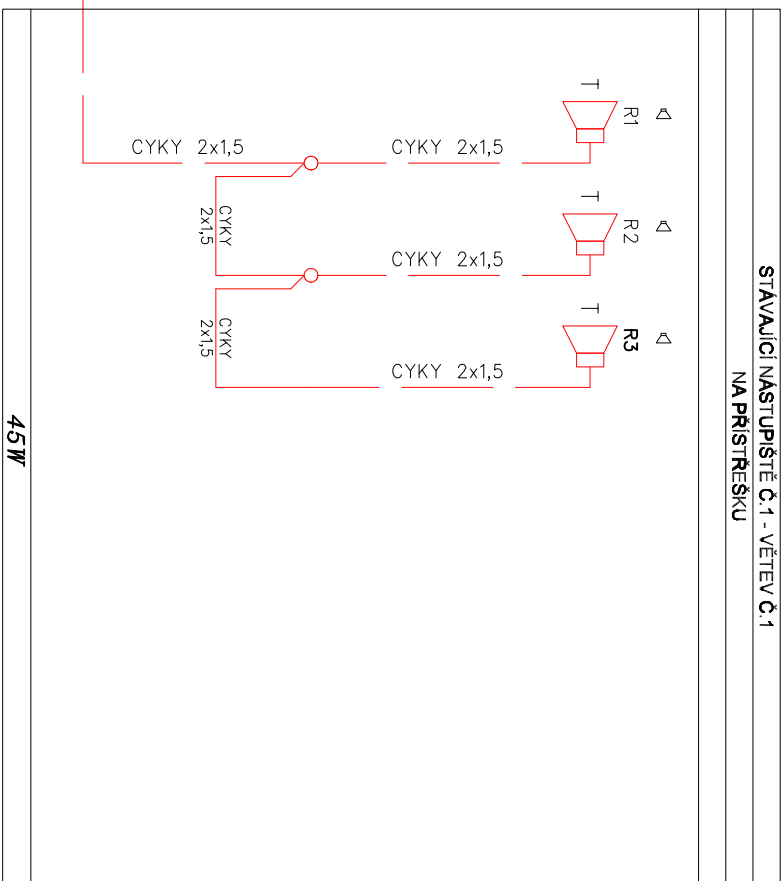 STÁVAJÍCÍ NÁSTUPIŠTĚ Č.1 - VĚTEV Č.1
NA PŘÍSTŘEŠKU
R1
T
CYKY 2x1,5
CYKY 2x1,5
R2
T
CYKY 2x1,5
CYKY
2x1,5
R3
T
CYKY 2x1,5
CYKY
2x1,5
45W